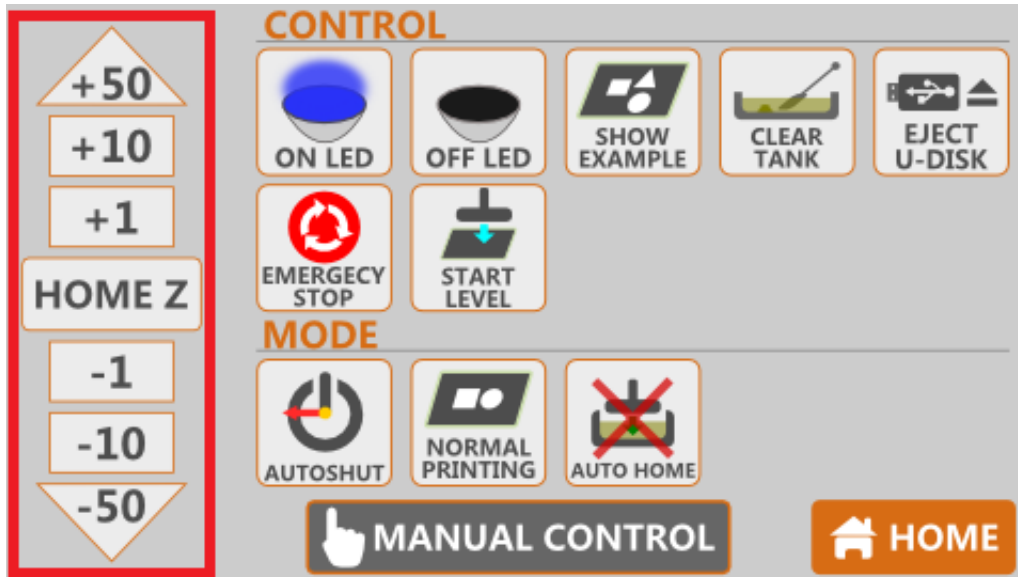 +50
+10
+1
HOME Z
-1
-10
-50
CONTROL
ON LED
OFF LED
SHOW
EXAMPLE
CLEAR
TANK
EJECT
U-DISK
EMERGECY
STOP
START
LEVEL
MODE
AUTOSHUT
NORMAL
PRINTING
AUTO HOME
MANUAL CONTROL
HOME